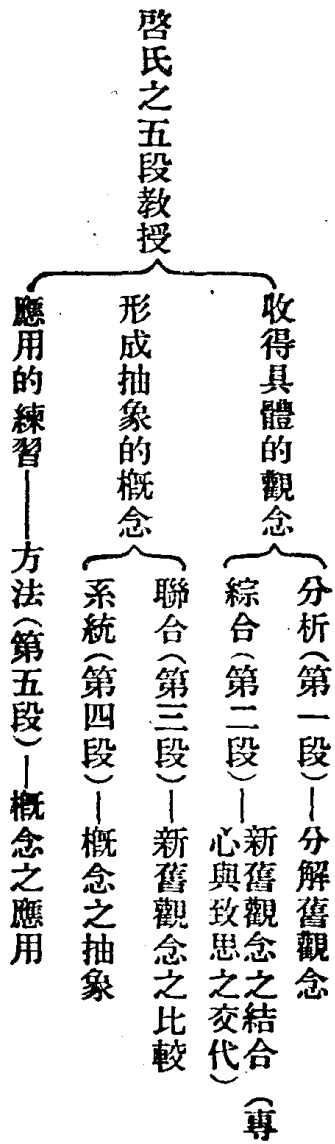 啓氏之五段教授
收得具體的觀念
分析(第一段)—分解舊觀念
綜合(第二段)—新舊觀念之結合(專
心與致思之交代)
形成抽象的概念
聯合(第三段)—新舊觀念之比較
系統(第四段)—概念之抽象
應用的練習——方法(第五段)—概念之應用